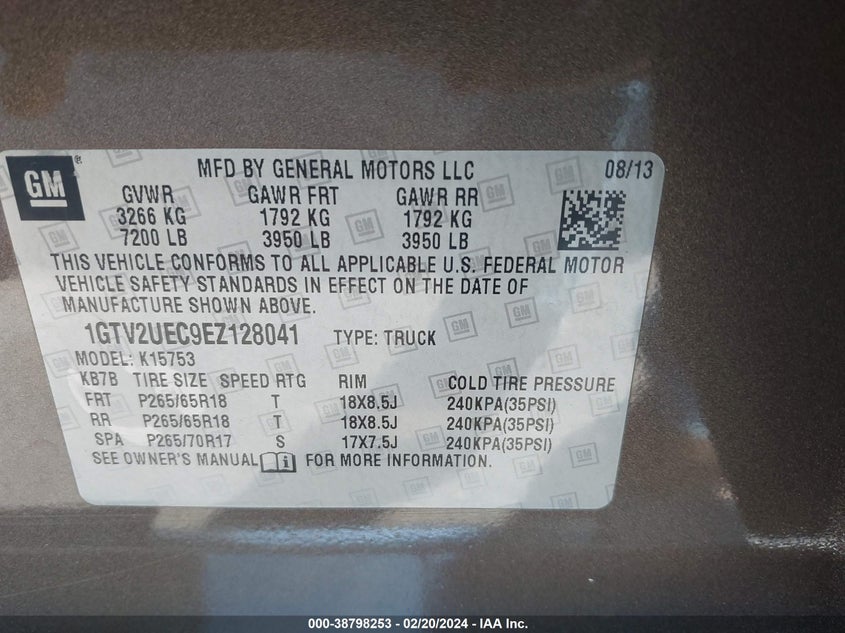 GM
MFD BY GENERAL MOTORS LLC 08/13
GVWR GAWR FRT GAWR RR
3266 KG 1792 KG 1792 KG
7200 LB 3950 LB 3950 LB
THIS VEHICLE CONFORMS TO ALL APPLICABLE U.S. FEDERAL MOTOR
VEHICLE SAFETY STANDARDS IN EFFECT ON THE DATE OF
MANUFACTURE SHOWN ABOVE.
1GTV2UEC9EZ128041 TYPE: TRUCK
MODEL: K15753
KB7B TIRE SIZE SPEED RTG RIM COLD TIRE PRESSURE
FRT P265/65R18 T 18X8.5J 240KPA(35PSI)
RR P265/65R18 T 18X8.5J 240KPA(35PSI)
SPA P265/70R17 S 17X7.5J 240KPA(35PSI)
SEE OWNER'S MANUAL FOR MORE INFORMATION.
000-38798253 - 02/20/2024 - IAA Inc.